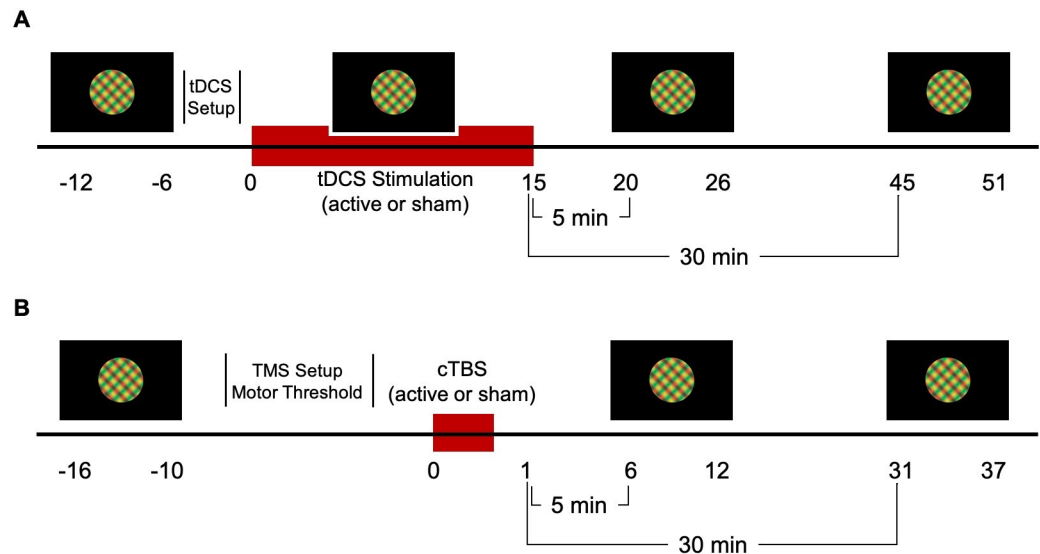 A
tDCS
Setup
-12 -6 0 tDCS Stimulation 15 20 26 45 51
(active or sham)
5 min
30 min
B
TMS Setup
Motor Threshold
cTBS
(active or sham)
-16 -10 0 1 6 12 31 37
5 min
30 min